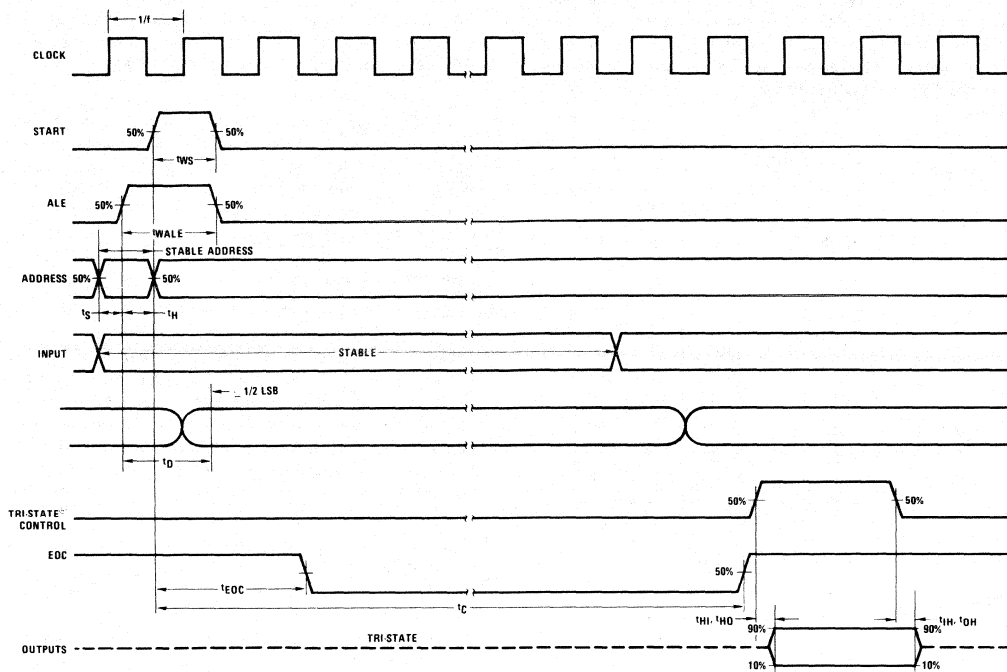 1/f
CLOCK
START 50% 50%
tWS
ALE 50% 50%
tWALE
STABLE ADDRESS
ADDRESS 50% 50%
tS tH
INPUT STABLE
1/2 LSB
tD
TRI-STATE 50% 50%
CONTROL
EOC
50%
tEOC
tC
tHI, tHO tIH, tOH
90% 90%
TRI-STATE
OUTPUTS
10% 10%